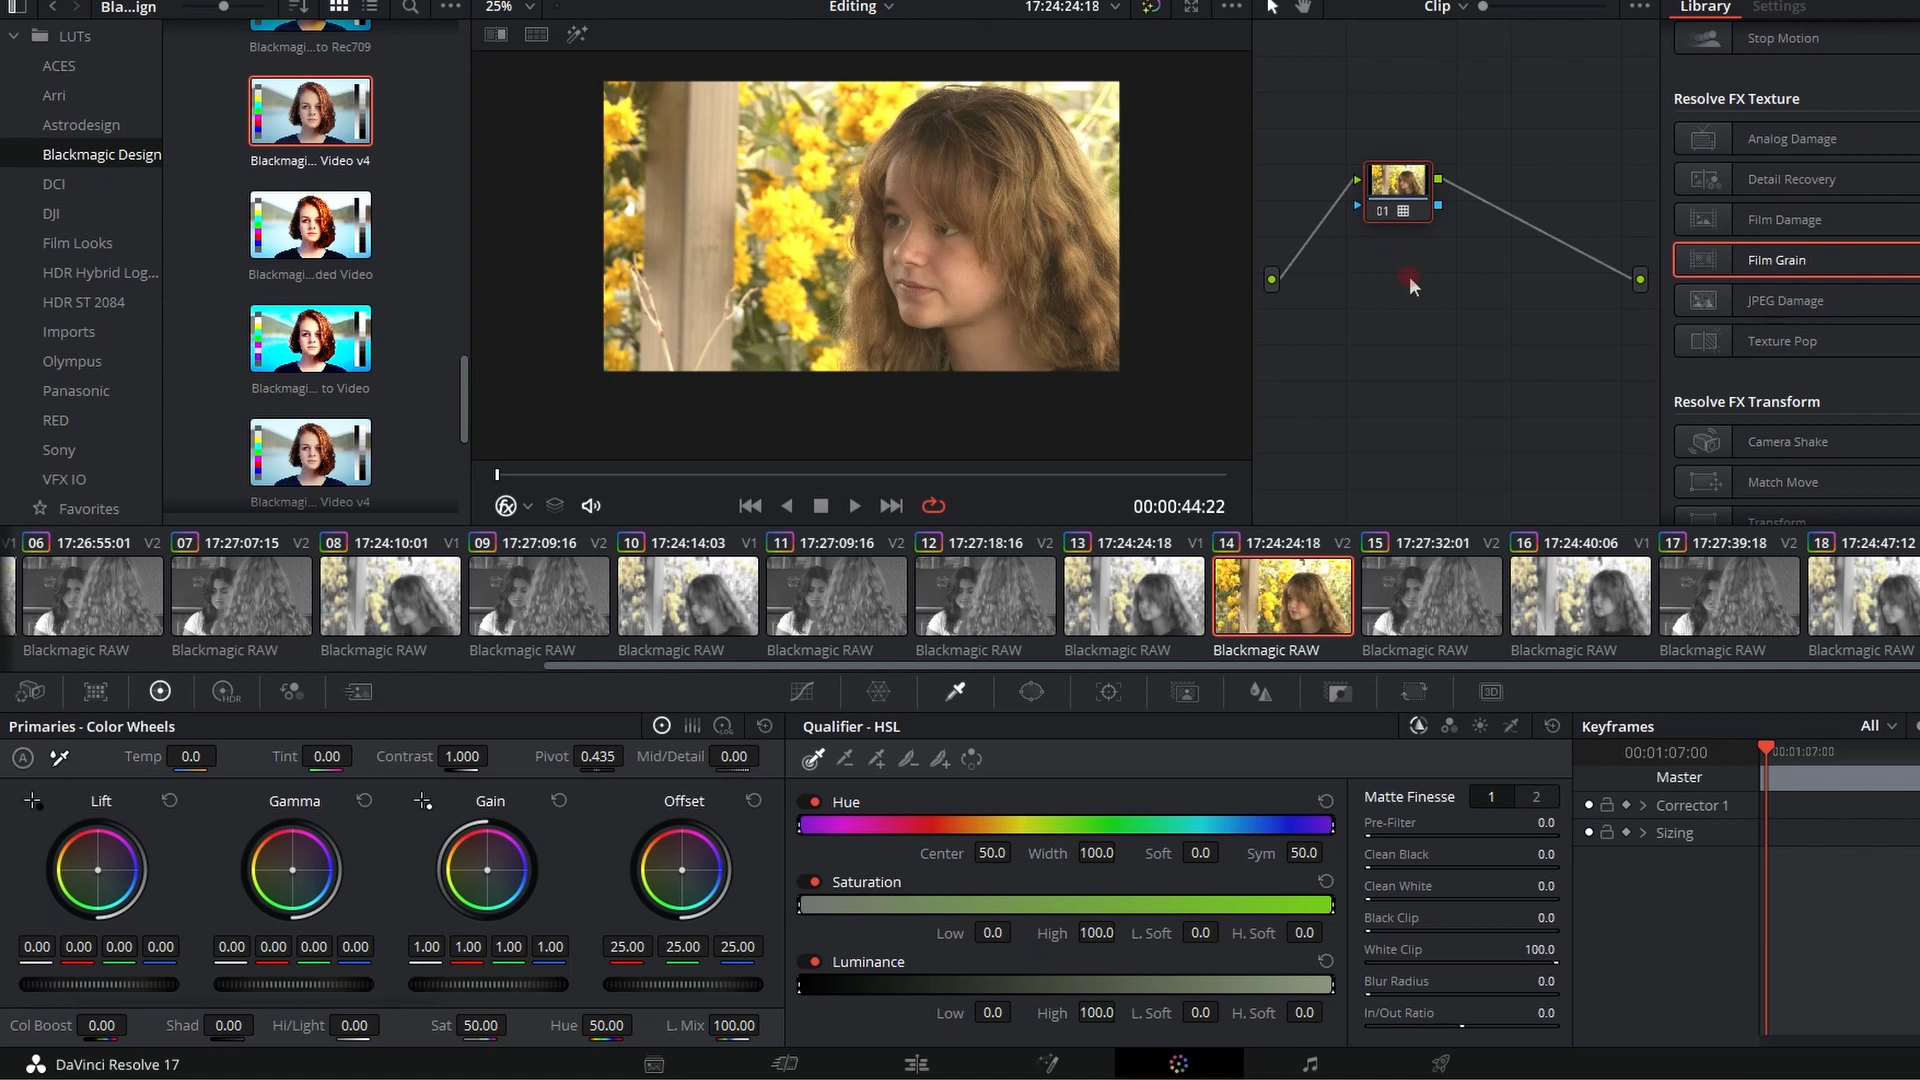 Bla...ign
25%
Editing
17:24:24:18
Clip
Library
Settings
LUTs
ACES
Arri
Astrodesign
Blackmagic Design
DCI
DJI
Film Looks
HDR Hybrid Log...
HDR ST 2084
Imports
Olympus
Panasonic
RED
Sony
VFX IO
Favorites
Blackmagi...to Rec709
Blackmagi... Video v4
Blackmagi...ded Video
Blackmagi... to Video
Blackmagi... Video v4
01
Stop Motion
Resolve FX Texture
Analog Damage
Detail Recovery
Film Damage
Film Grain
JPEG Damage
Texture Pop
Resolve FX Transform
Camera Shake
Match Move
Transform
00:00:44:22
V1 06 17:26:55:01 V2 07 17:27:07:15 V2 08 17:24:10:01 V1 09 17:27:09:16 V2 10 17:24:14:03 V1 11 17:27:09:16 V2 12 17:27:18:16 V2 13 17:24:24:18 V1 14 17:24:24:18 V2 15 17:27:32:01 V2 16 17:24:40:06 V1 17 17:27:39:18 V2 18 17:24:47:12
Blackmagic RAW Blackmagic RAW Blackmagic RAW Blackmagic RAW Blackmagic RAW Blackmagic RAW Blackmagic RAW Blackmagic RAW Blackmagic RAW Blackmagic RAW Blackmagic RAW Blackmagic RAW Blackmagic RAW
HDR
3D
Primaries - Color Wheels
A
Temp 0.0 Tint 0.00 Contrast 1.000 Pivot 0.435 Mid/Detail 0.00
Lift Gamma Gain Offset
0.00 0.00 0.00 0.00 0.00 0.00 0.00 0.00 1.00 1.00 1.00 1.00 25.00 25.00 25.00
Col Boost 0.00 Shad 0.00 Hi/Light 0.00 Sat 50.00 Hue 50.00 L. Mix 100.00
Qualifier - HSL
Hue
Center 50.0 Width 100.0 Soft 0.0 Sym 50.0
Saturation
Low 0.0 High 100.0 L. Soft 0.0 H. Soft 0.0
Luminance
Low 0.0 High 100.0 L. Soft 0.0 H. Soft 0.0
Matte Finesse 1 2
Pre-Filter 0.0
Clean Black 0.0
Clean White 0.0
Black Clip 0.0
White Clip 100.0
Blur Radius 0.0
In/Out Ratio 0.0
Keyframes All
00:01:07:00 00:01:07:00
Master
Corrector 1
Sizing
DaVinci Resolve 17